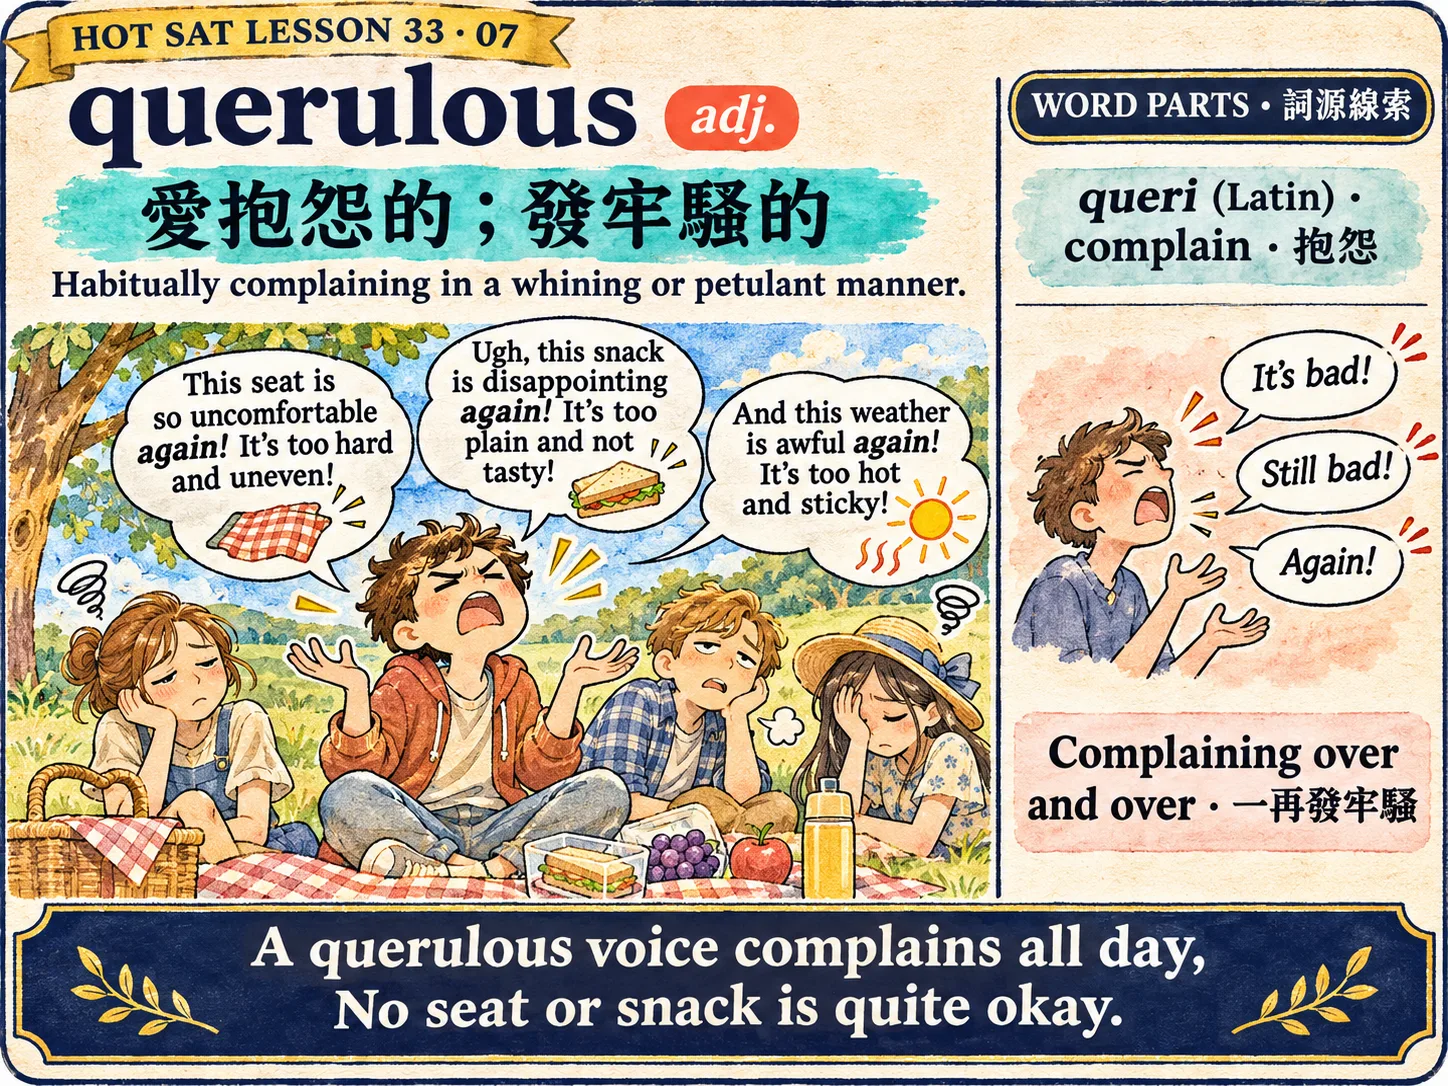 HOT SAT LESSON 33 · 07
querulous adj.
愛抱怨的；發牢騷的
Habitually complaining in a whining or petulant manner.
This seat is
so uncomfortable
again! It's too hard
and uneven!
Ugh, this snack
is disappointing
again! It's too
plain and not
tasty!
And this weather
is awful again!
It's too hot
and sticky!
WORD PARTS · 詞源線索
queri (Latin) ·
complain · 抱怨
It's bad!
Still bad!
Again!
Complaining over
and over · 一再發牢騷
A querulous voice complains all day,
No seat or snack is quite okay.